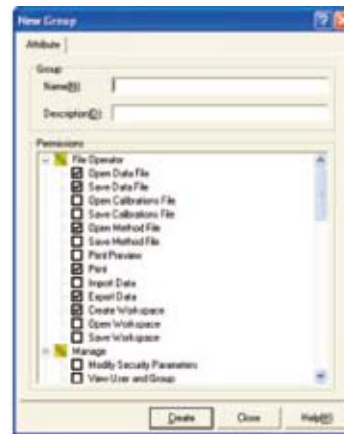 New Group
Attribute
Group
Name(N):
Description(D):
Permissions
File Operator
Open Data File
Save Data File
Open Calibrations File
Save Calibrations File
Open Method File
Save Method File
Print Preview
Print
Import Data
Export Data
Create Workspace
Open Workspace
Save Workspace
Manage
Modify Security Parameters
View User and Group
Create Close Help(H)